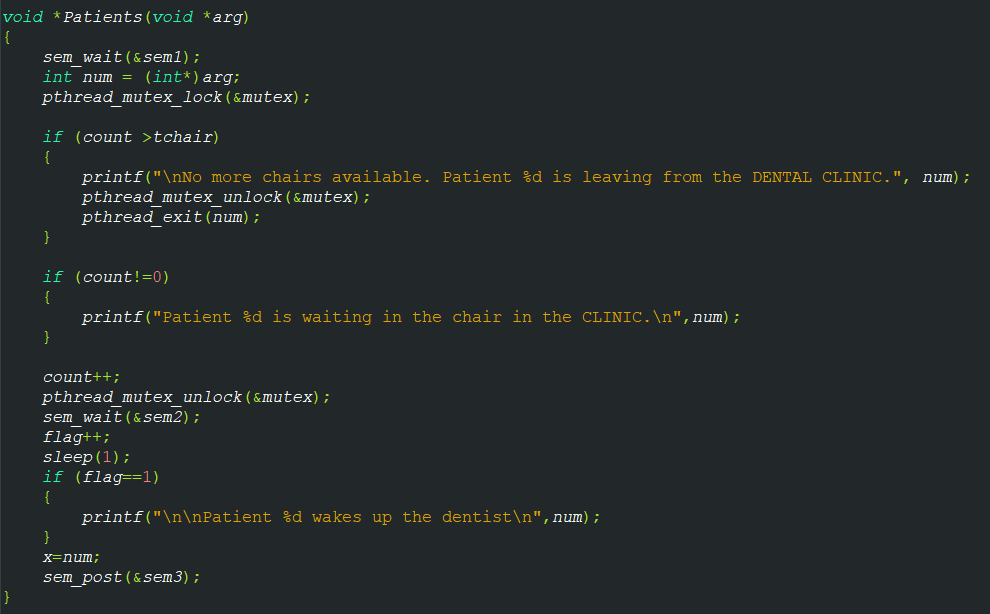 void *Patients(void *arg)
{
    sem_wait(&sem1);
    int num = (int*)arg;
    pthread_mutex_lock(&mutex);

    if (count >tchair)
    {
        printf("\nNo more chairs available. Patient %d is leaving from the DENTAL CLINIC.", num);
        pthread_mutex_unlock(&mutex);
        pthread_exit(num);
    }

    if (count!=0)
    {
        printf("Patient %d is waiting in the chair in the CLINIC.\n",num);
    }

    count++;
    pthread_mutex_unlock(&mutex);
    sem_wait(&sem2);
    flag++;
    sleep(1);
    if (flag==1)
    {
        printf("\n\nPatient %d wakes up the dentist\n",num);
    }
    x=num;
    sem_post(&sem3);
}